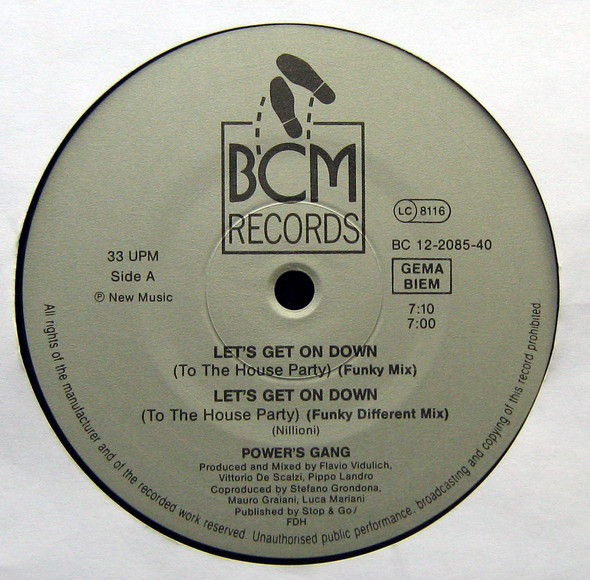 BCM
RECORDS
LC 8116
BC 12-2085-40
33 UPM
Side A
℗ New Music
GEMA
BIEM
7:10
7:00
LET'S GET ON DOWN
(To The House Party) (Funky Mix)
LET'S GET ON DOWN
(To The House Party) (Funky Different Mix)
(Nillioni)
POWER'S GANG
Produced and Mixed by Flavio Vidulich,
Vittorio De Scalzi, Pippo Landro
Coproduced by Stefano Grondona,
Mauro Graiani, Luca Mariani
Published by Stop & Go/
FDH
All rights of the manufacturer and of the recorded work reserved. Unauthorised public performance, broadcasting and copying of this record prohibited